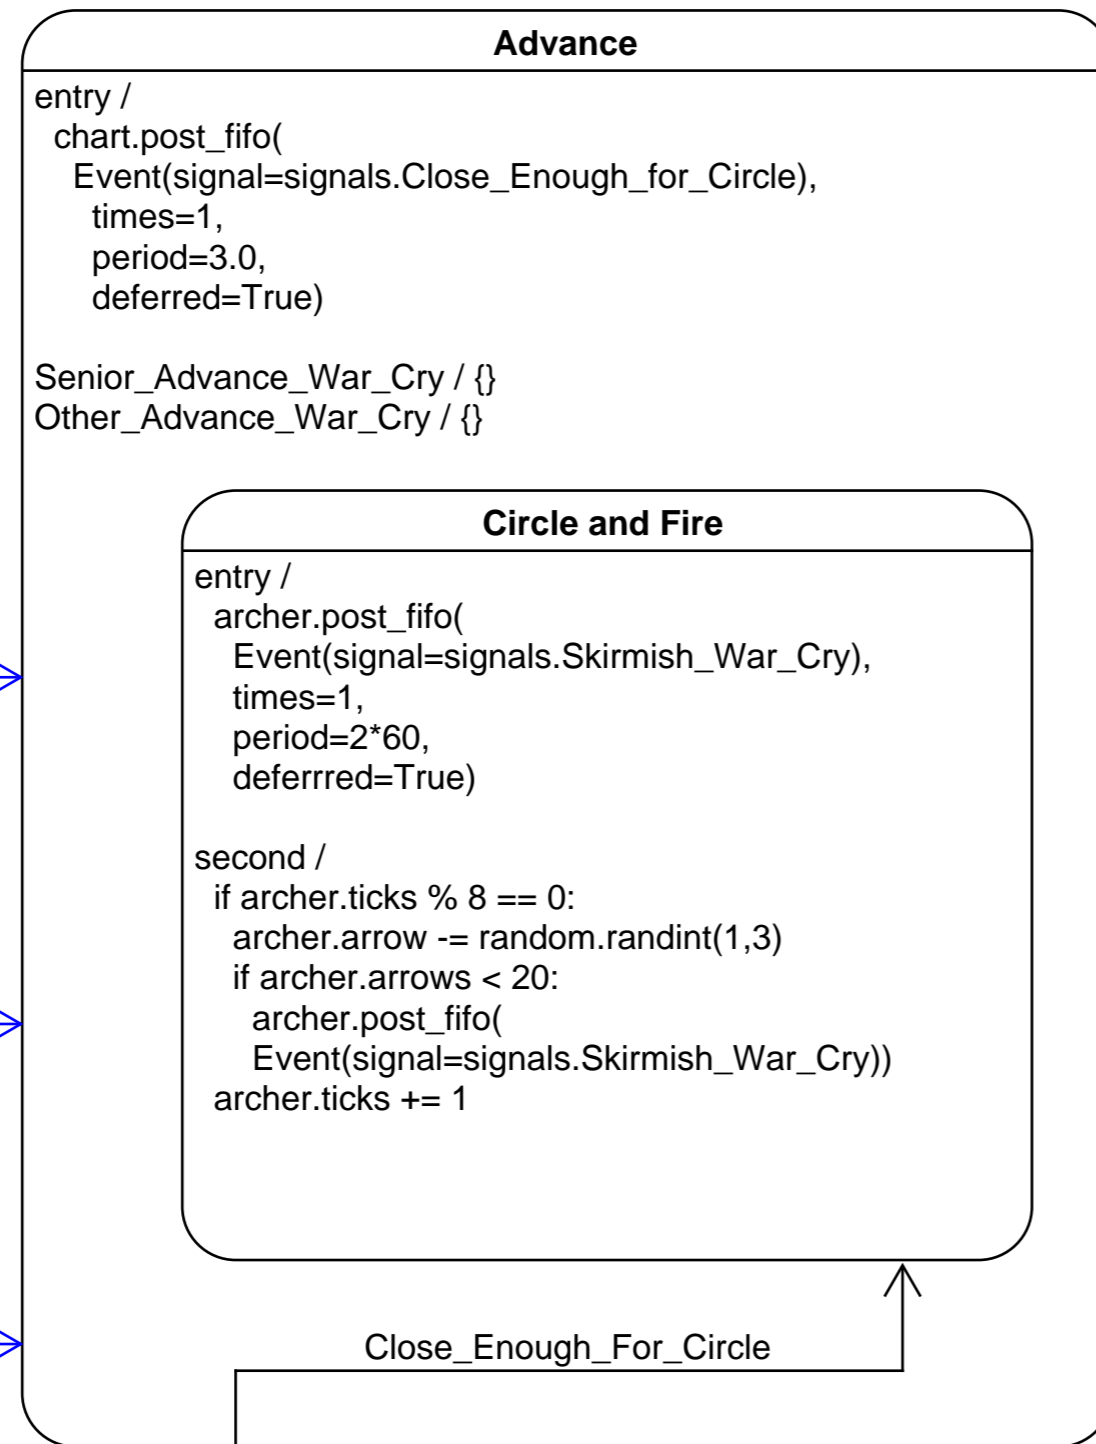 Advance
entry /
chart.post_fifo(
Event(signal=signals.Close_Enough_for_Circle),
times=1,
period=3.0,
deferred=True)
Senior_Advance_War_Cry / {}
Other_Advance_War_Cry / {}
Circle and Fire
entry /
archer.post_fifo(
Event(signal=signals.Skirmish_War_Cry),
times=1,
period=2*60,
deferrred=True)
second /
if archer.ticks % 8 == 0:
archer.arrow -= random.randint(1,3)
if archer.arrows < 20:
archer.post_fifo(
Event(signal=signals.Skirmish_War_Cry))
archer.ticks += 1
Close_Enough_For_Circle